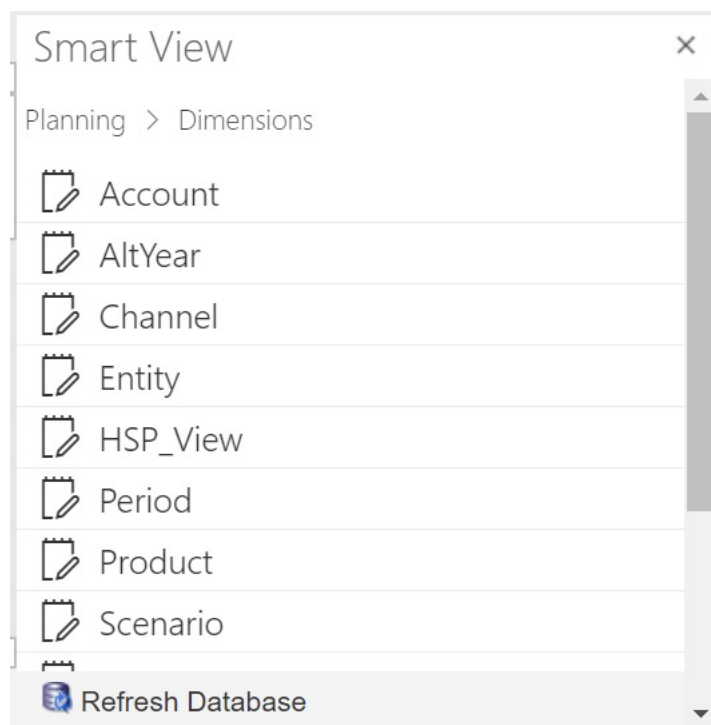 Smart View
Planning > Dimensions
Account
AltYear
Channel
Entity
HSP_View
Period
Product
Scenario
Refresh Database